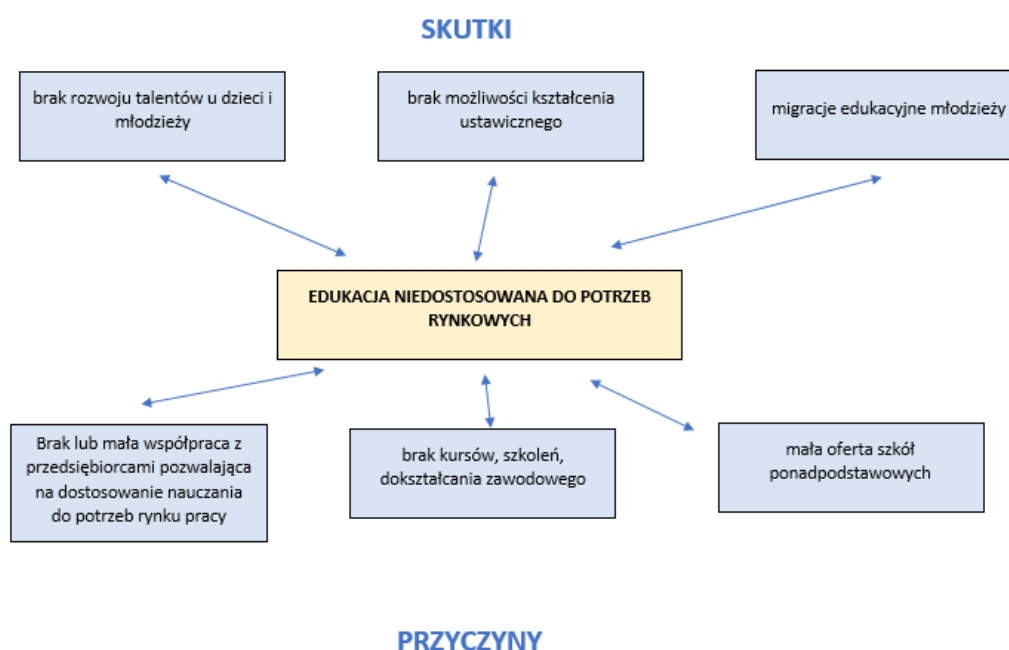 SKUTKI
brak rozwoju talentów u dzieci i
młodzieży
brak możliwości kształcenia
ustawicznego
migracje edukacyjne młodzieży
EDUKACJA NIEDOSTOSOWANA DO POTRZEB
RYNKOWYCH
Brak lub mała współpraca z
przedsiębiorcami pozwalająca
na dostosowanie nauczania
do potrzeb rynku pracy
brak kursów, szkoleń,
dokształcania zawodowego
mała oferta szkół
ponadpodstawowych
PRZYCZYNY